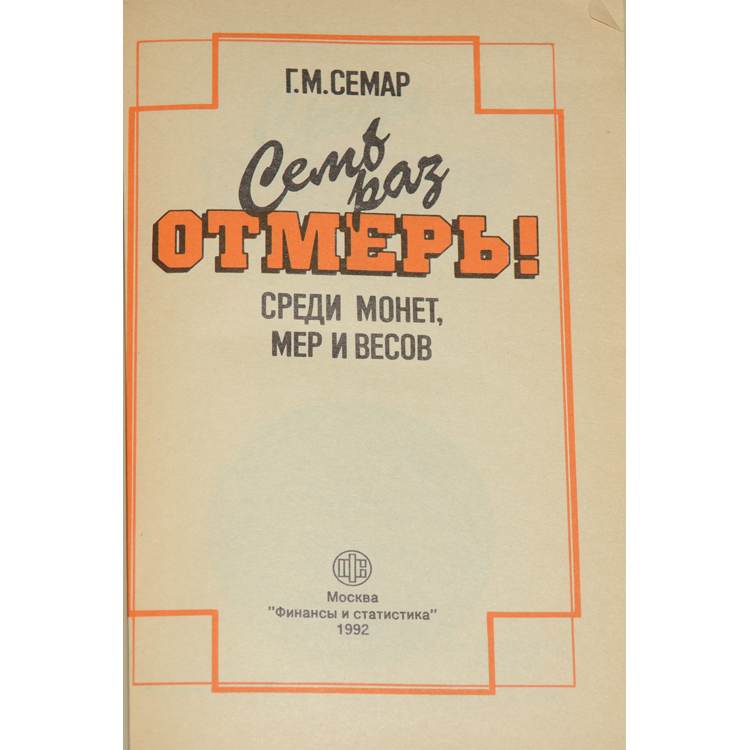 Г.М.СЕМАР
Семь
раз
ОТМЕРЬ!
СРЕДИ МОНЕТ,
МЕР И ВЕСОВ
Москва
"Финансы и статистика"
1992